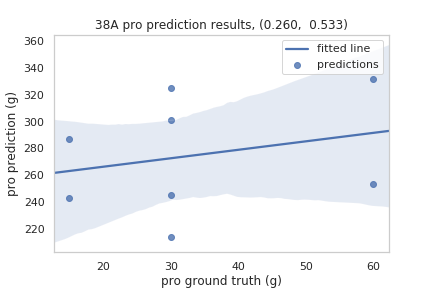 38A pro prediction results, (0.260,  0.533)
fitted line
predictions
pro prediction (g)
360
340
320
300
280
260
240
220
20
30
40
50
60
pro ground truth (g)